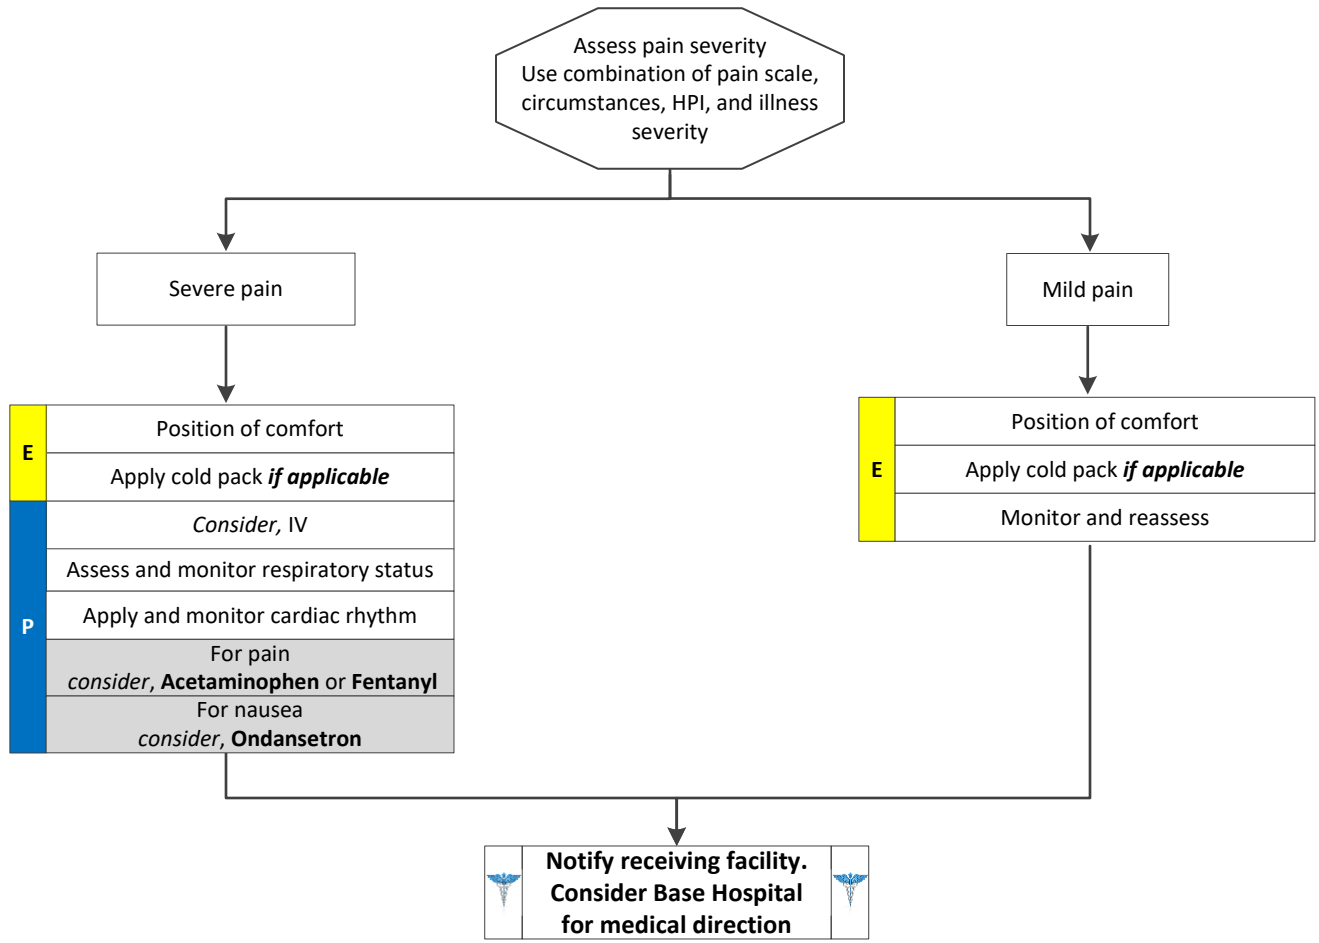 Assess pain severity
Use combination of pain scale,
circumstances, HPI, and illness
severity
Severe pain
Mild pain
E
Position of comfort
Apply cold pack if applicable
P
Consider, IV
Assess and monitor respiratory status
Apply and monitor cardiac rhythm
For pain
consider, Acetaminophen or Fentanyl
For nausea
consider, Ondansetron
E
Position of comfort
Apply cold pack if applicable
Monitor and reassess
Notify receiving facility.
Consider Base Hospital
for medical direction